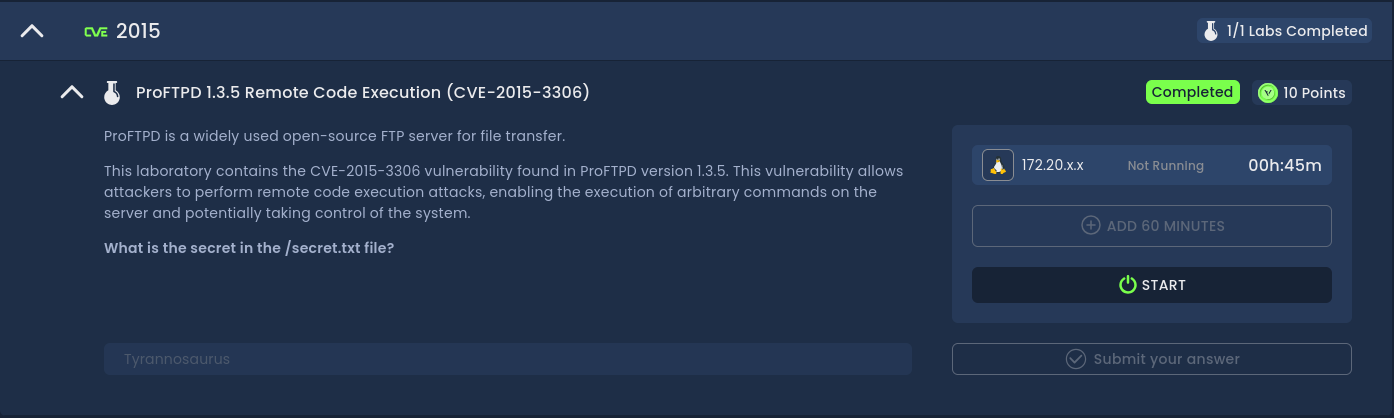 CVE 2015
1/1 Labs Completed
ProFTPD 1.3.5 Remote Code Execution (CVE-2015-3306)
Completed
10 Points
ProFTPD is a widely used open-source FTP server for file transfer.
This laboratory contains the CVE-2015-3306 vulnerability found in ProFTPD version 1.3.5. This vulnerability allows
attackers to perform remote code execution attacks, enabling the execution of arbitrary commands on the
server and potentially taking control of the system.
What is the secret in the /secret.txt file?
172.20.x.x Not Running 00h:45m
ADD 60 MINUTES
START
Tyrannosaurus
Submit your answer